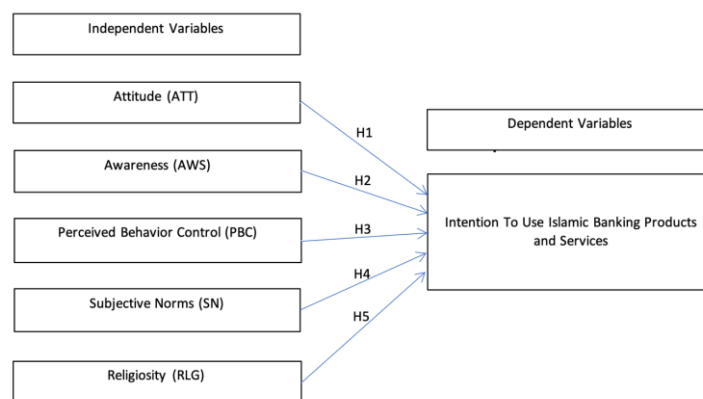 Independent Variables
Attitude (ATT)
H1
Dependent Variables
Awareness (AWS)
H2
Intention To Use Islamic Banking Products
and Services
Perceived Behavior Control (PBC)
H3
H4
Subjective Norms (SN)
H5
Religiosity (RLG)